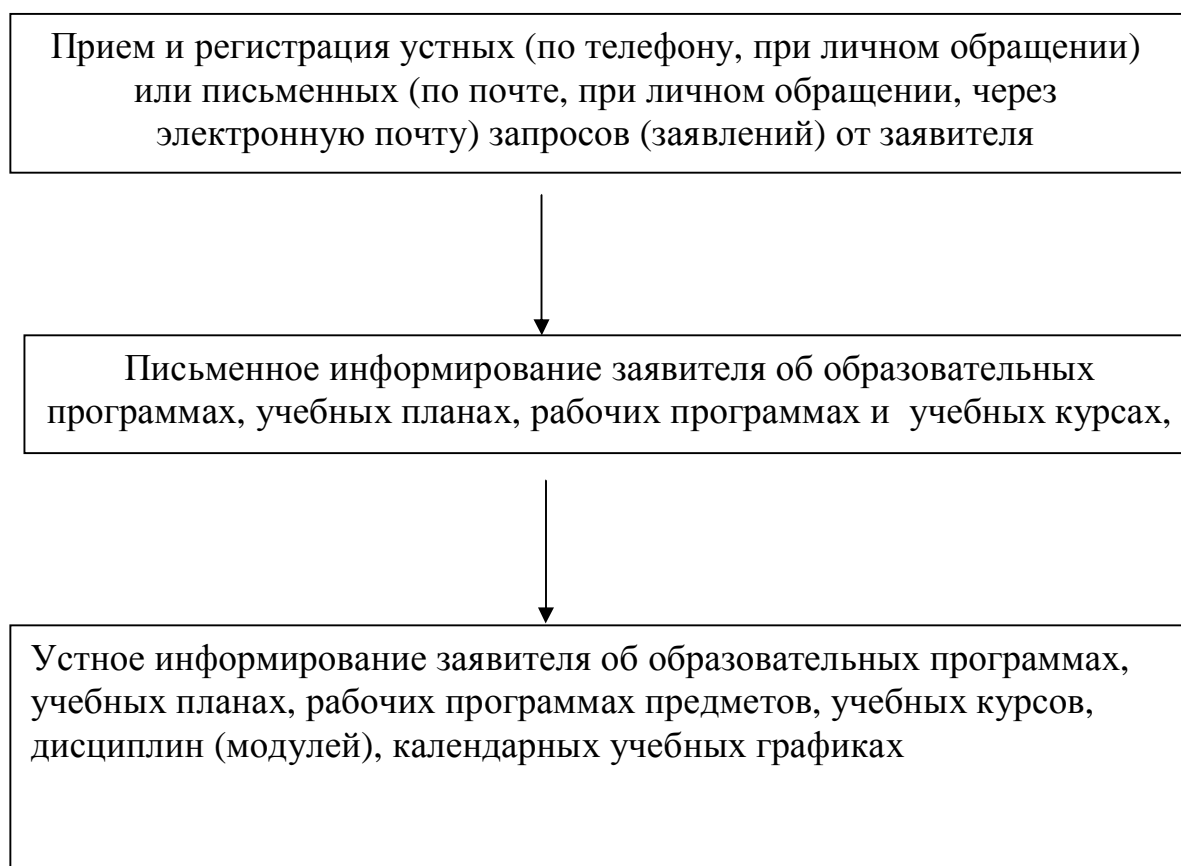 Прием и регистрация устных (по телефону, при личном обращении)
или письменных (по почте, при личном обращении, через
электронную почту) запросов (заявлений) от заявителя
Письменное информирование заявителя об образовательных
программах, учебных планах, рабочих программах и  учебных курсах,
Устное информирование заявителя об образовательных программах,
учебных планах, рабочих программах предметов, учебных курсов,
дисциплин (модулей), календарных учебных графиках